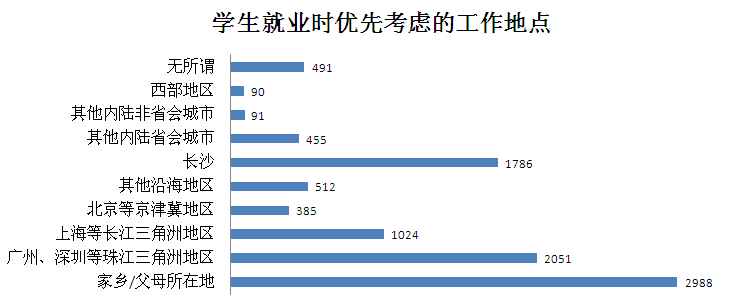 学生就业时优先考虑的工作地点
无所谓 491
西部地区 90
其他内陆非省会城市 91
其他内陆省会城市 455
长沙 1786
其他沿海地区 512
北京等京津冀地区 385
上海等长江三角洲地区 1024
广州、深圳等珠江三角洲地区 2051
家乡/父母所在地 2988